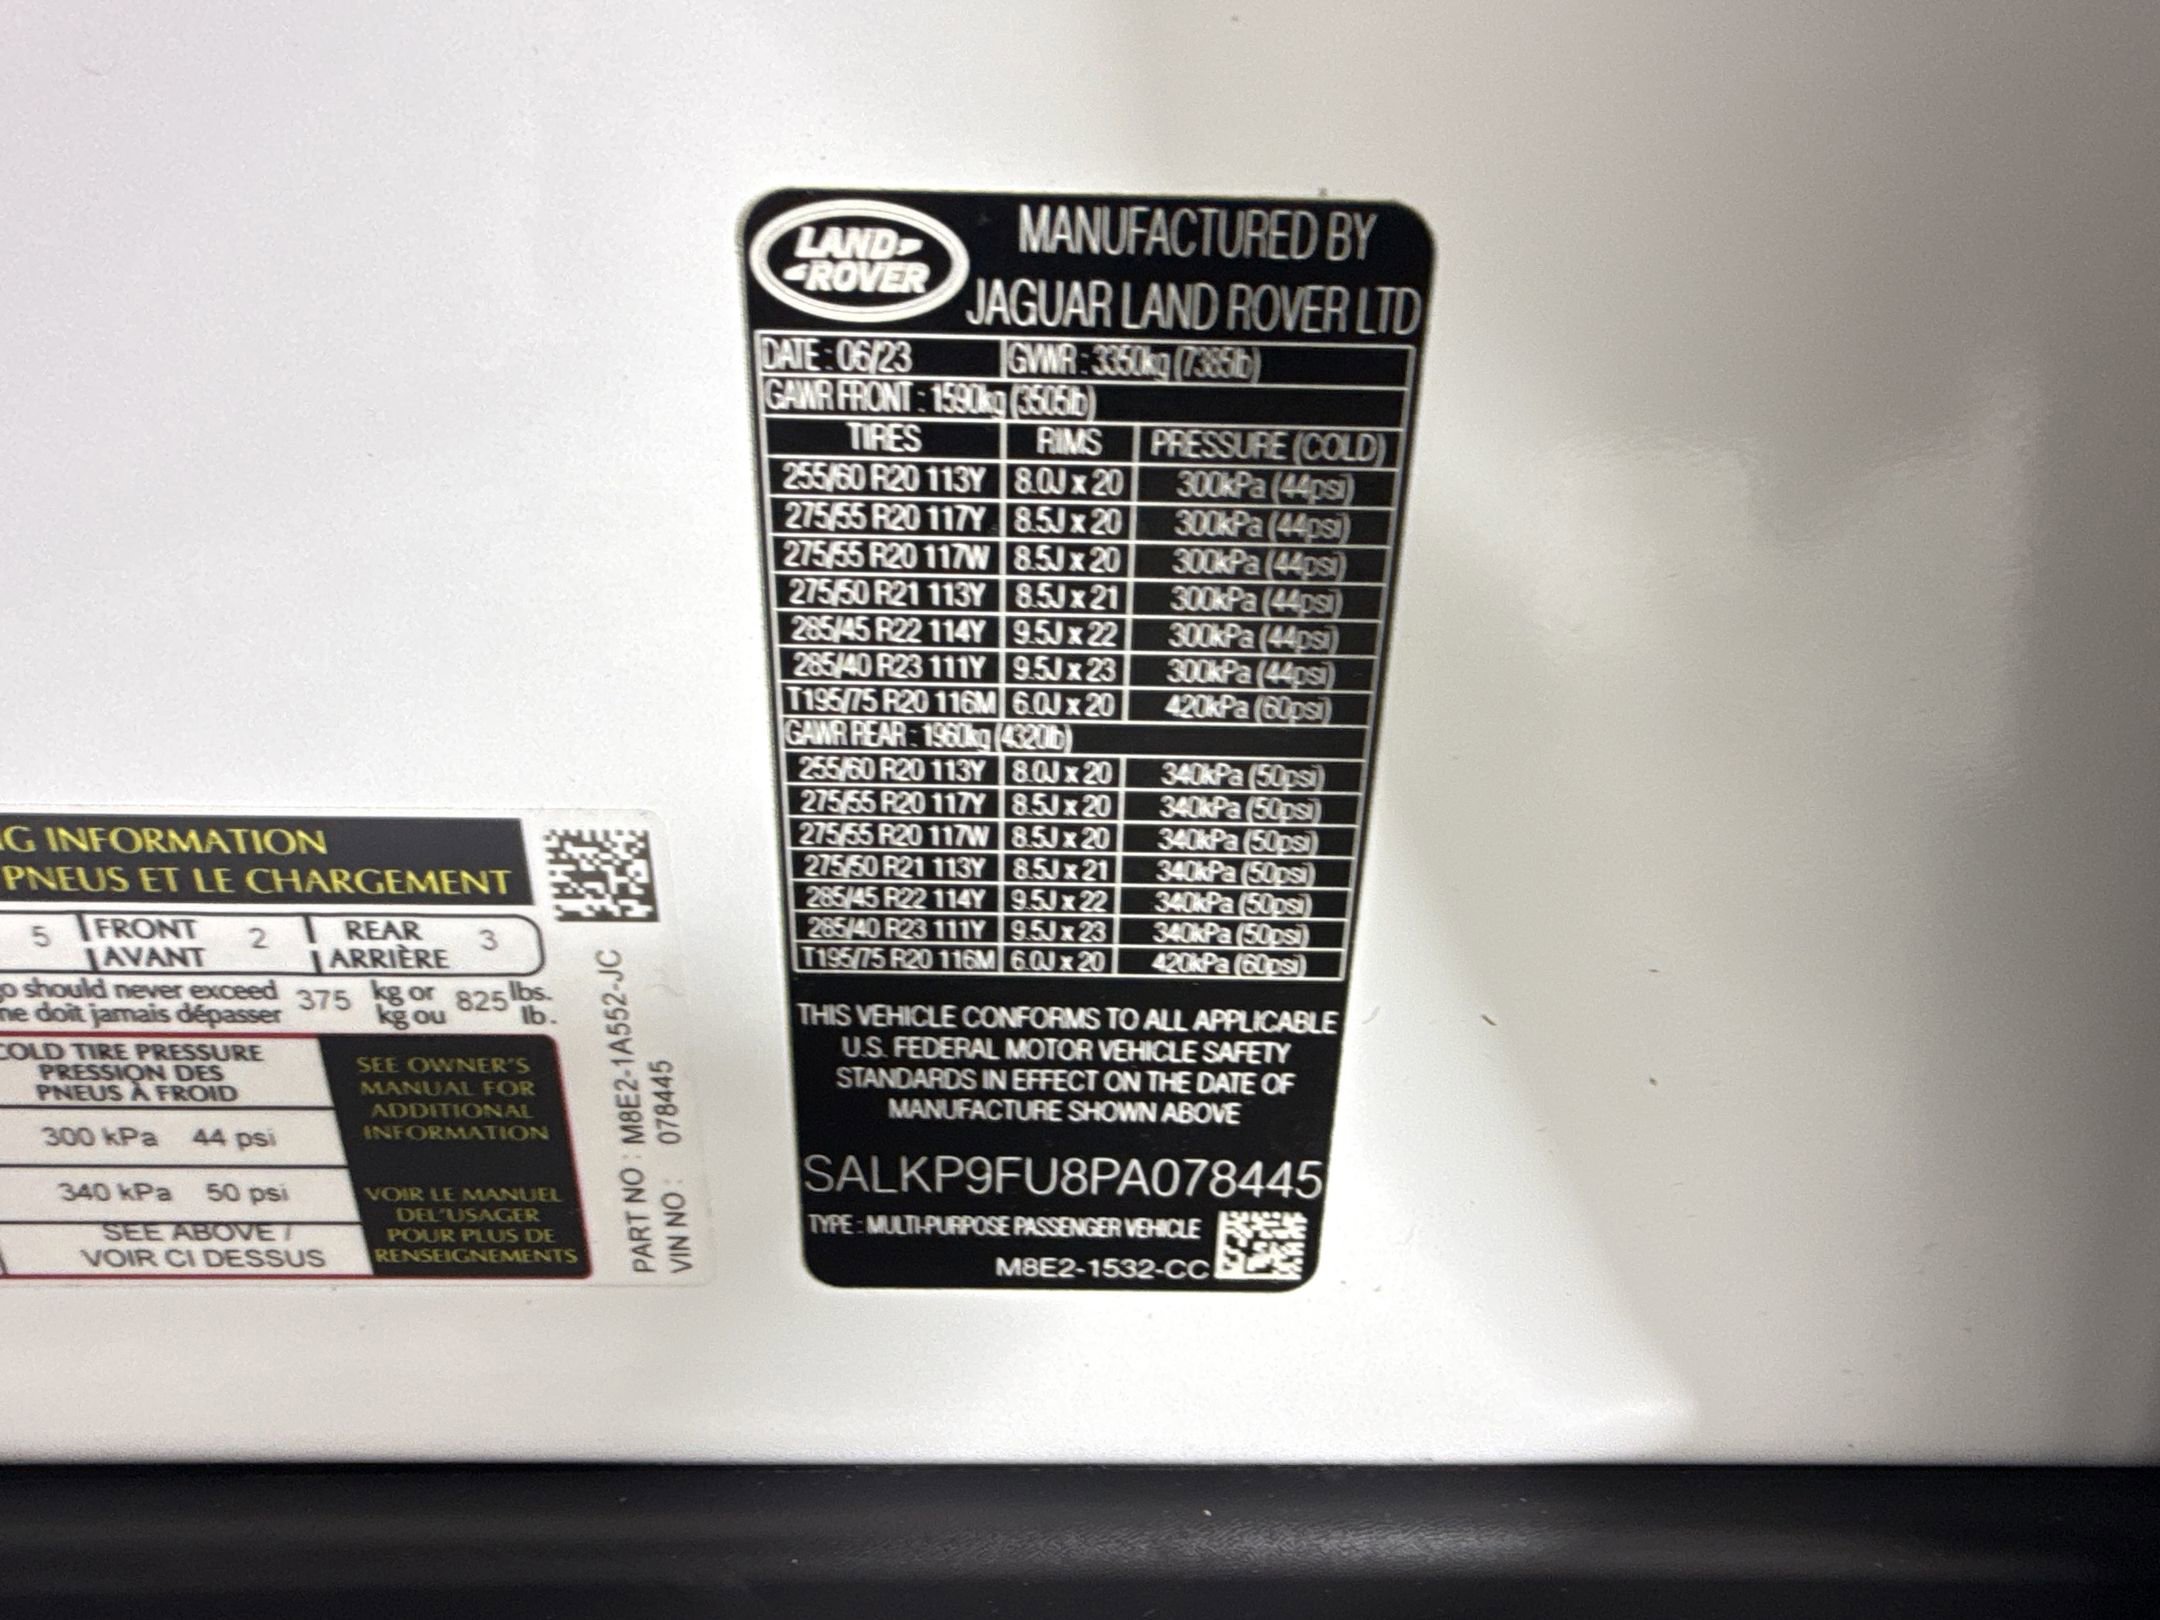 LAND ROVER
MANUFACTURED BY
JAGUAR LAND ROVER LTD
DATE : 06/23 GVWR : 3350kg (7385lb)
GAWR FRONT : 1590kg (3505lb)
TIRES RIMS PRESSURE (COLD)
255/60 R20 113Y 8.0J x 20 300kPa (44psi)
275/55 R20 117Y 8.5J x 20 300kPa (44psi)
275/55 R20 117W 8.5J x 20 300kPa (44psi)
275/50 R21 113Y 8.5J x 21 300kPa (44psi)
285/45 R22 114Y 9.5J x 22 300kPa (44psi)
285/40 R23 111Y 9.5J x 23 300kPa (44psi)
T195/75 R20 116M 6.0J x 20 420kPa (60psi)
GAWR REAR : 1960kg (4320lb)
255/60 R20 113Y 8.0J x 20 340kPa (50psi)
275/55 R20 117Y 8.5J x 20 340kPa (50psi)
275/55 R20 117W 8.5J x 20 340kPa (50psi)
275/50 R21 113Y 8.5J x 21 340kPa (50psi)
285/45 R22 114Y 9.5J x 22 340kPa (50psi)
285/40 R23 111Y 9.5J x 23 340kPa (50psi)
T195/75 R20 116M 6.0J x 20 420kPa (60psi)
THIS VEHICLE CONFORMS TO ALL APPLICABLE
U.S. FEDERAL MOTOR VEHICLE SAFETY
STANDARDS IN EFFECT ON THE DATE OF
MANUFACTURE SHOWN ABOVE
SALKP9FU8PA078445
TYPE : MULTI-PURPOSE PASSENGER VEHICLE
M8E2-1532-CC
G INFORMATION
PNEUS ET LE CHARGEMENT
5 FRONT 2 REAR 3
AVANT ARRIÈRE
o should never exceed 375 kg or 825 lbs.
ne doit jamais dépasser kg ou lb.
COLD TIRE PRESSURE
PRESSION DES
PNEUS À FROID
300 kPa 44 psi
340 kPa 50 psi
SEE ABOVE /
VOIR CI DESSUS
SEE OWNER'S
MANUAL FOR
ADDITIONAL
INFORMATION
VOIR LE MANUEL
DEL'USAGER
POUR PLUS DE
RENSEIGNEMENTS
PART NO : M8E2-1A552-JC
VIN NO : 078445